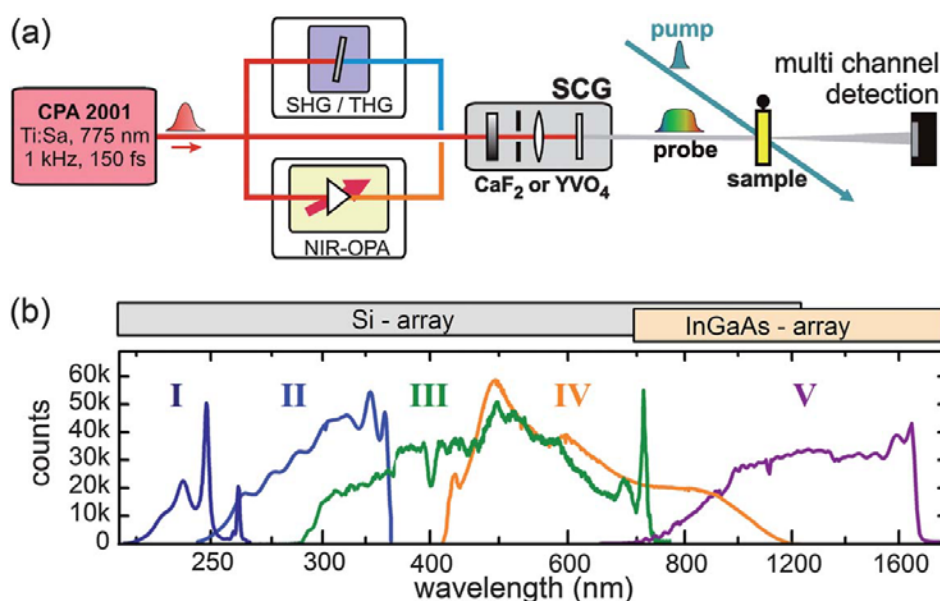 (a)
CPA 2001
Ti:Sa, 775 nm
1 kHz, 150 fs
SHG / THG
NIR-OPA
SCG
CaF₂ or YVO₄
pump
probe
sample
multi channel
detection
(b)
Si - array
InGaAs - array
60k
50k
40k
30k
20k
10k
0
counts
I
II
III
IV
V
250
300
400
600
800
1200
1600
wavelength (nm)